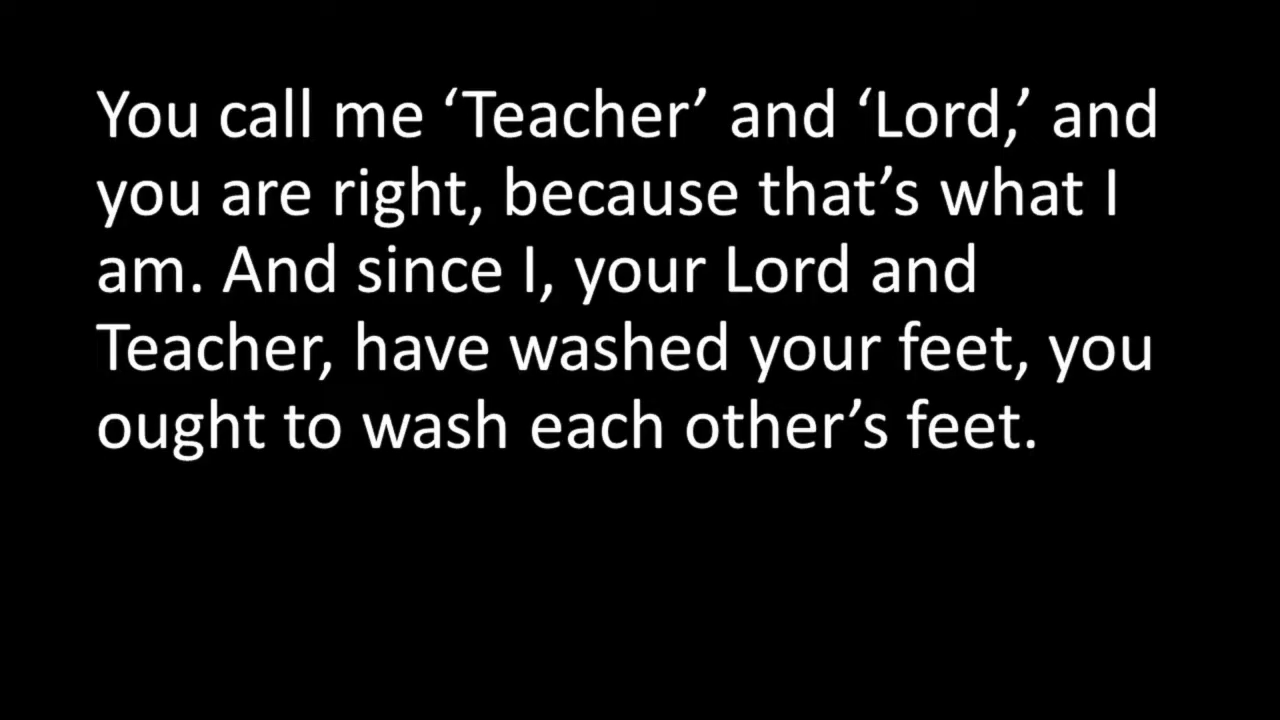 You call me ‘Teacher’ and ‘Lord,’ and
you are right, because that’s what I
am. And since I, your Lord and
Teacher, have washed your feet, you
ought to wash each other’s feet.